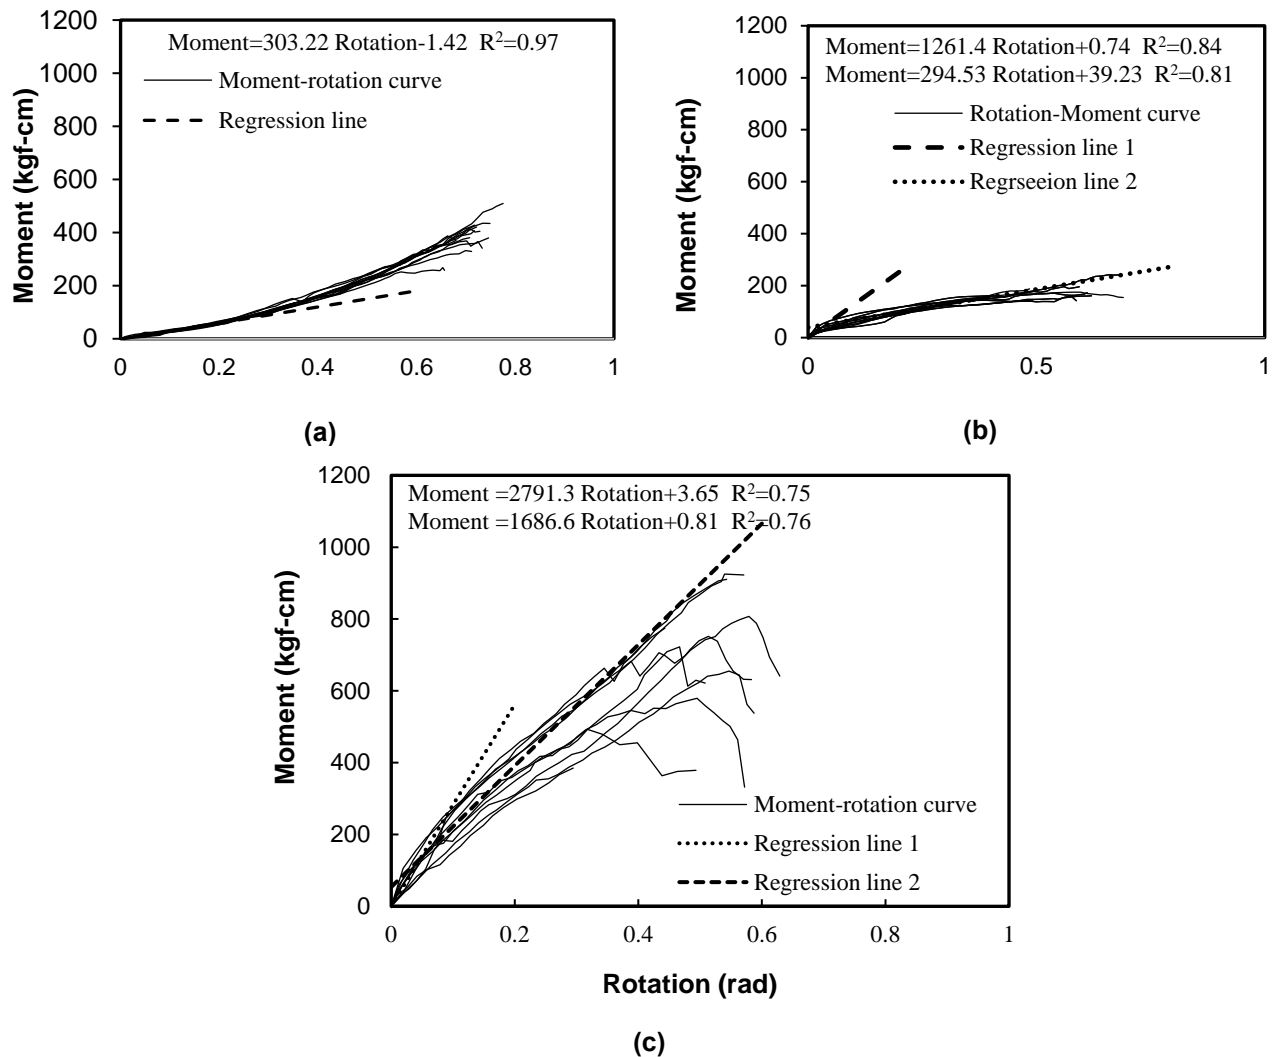 1200
1000
800
600
400
200
0
Moment (kgf-cm)
Moment=303.22 Rotation-1.42 R²=0.97
Moment-rotation curve
Regression line
0 0.2 0.4 0.6 0.8 1
(a)
1200
1000
800
600
400
200
0
Moment (kgf-cm)
Moment=1261.4 Rotation+0.74 R²=0.84
Moment=294.53 Rotation+39.23 R²=0.81
Rotation-Moment curve
Regression line 1
Regrseeion line 2
0 0.5 1
(b)
1200
1000
800
600
400
200
0
Moment (kgf-cm)
Moment =2791.3 Rotation+3.65 R²=0.75
Moment =1686.6 Rotation+0.81 R²=0.76
Moment-rotation curve
Regression line 1
Regression line 2
0 0.2 0.4 0.6 0.8 1
Rotation (rad)
(c)